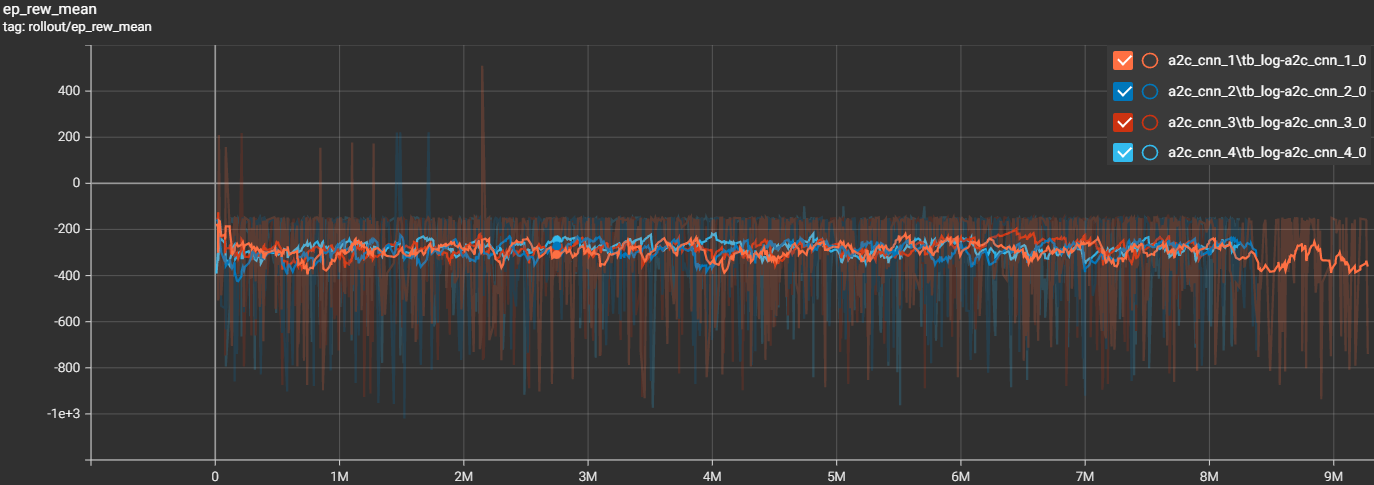 ep_rew_mean
tag: rollout/ep_rew_mean
a2c_cnn_1\tb_log-a2c_cnn_1_0
a2c_cnn_2\tb_log-a2c_cnn_2_0
a2c_cnn_3\tb_log-a2c_cnn_3_0
a2c_cnn_4\tb_log-a2c_cnn_4_0
400
200
0
-200
-400
-600
-800
-1e+3
0 1M 2M 3M 4M 5M 6M 7M 8M 9M